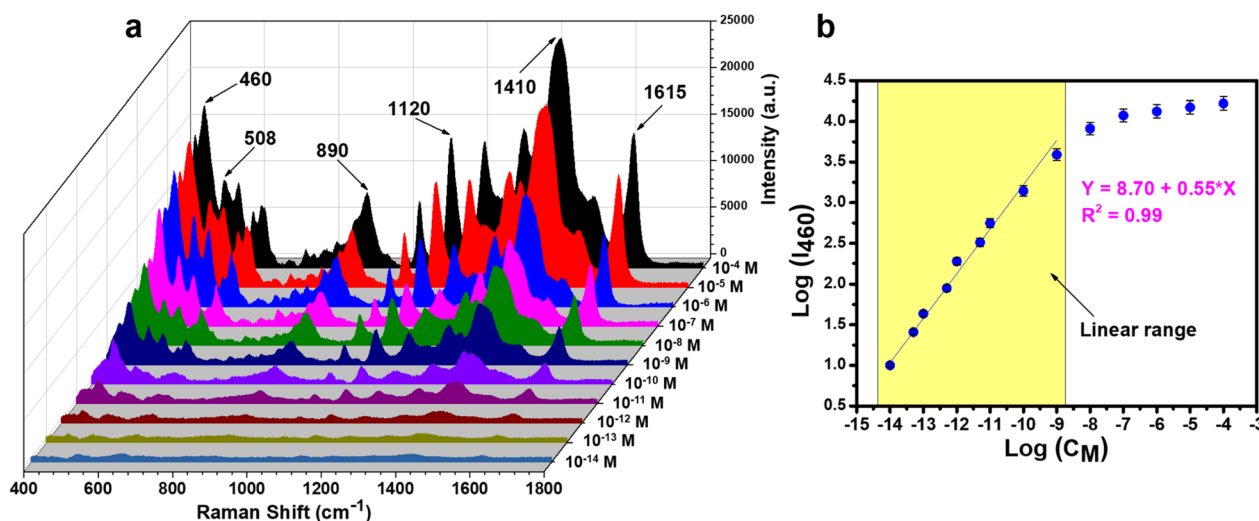 a
460
508
890
1120
1410
1615
25000
20000
15000
10000
5000
0
Intensity (a.u.)
10⁻⁴ M
10⁻⁵ M
10⁻⁶ M
10⁻⁷ M
10⁻⁸ M
10⁻⁹ M
10⁻¹⁰ M
10⁻¹¹ M
10⁻¹² M
10⁻¹³ M
10⁻¹⁴ M
400 600 800 1000 1200 1400 1600 1800
Raman Shift (cm⁻¹)
b
4.5
4.0
3.5
3.0
2.5
2.0
1.5
1.0
0.5
Log (I₄₆₀)
Y = 8.70 + 0.55*X
R² = 0.99
Linear range
-15 -14 -13 -12 -11 -10 -9 -8 -7 -6 -5 -4 -3
Log (C_M)